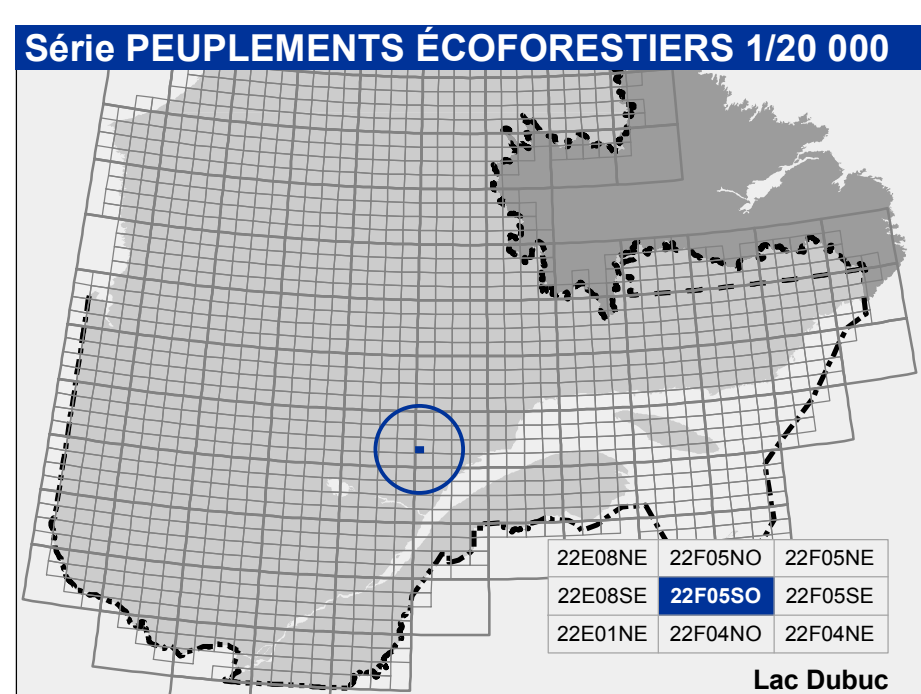 Série PEUPLEMENTS ÉCOFORESTIERS 1/20 000
22E08NE 22F05NO 22F05NE
22E08SE 22F05SO 22F05SE
22E01NE 22F04NO 22F04NE
Lac Dubuc